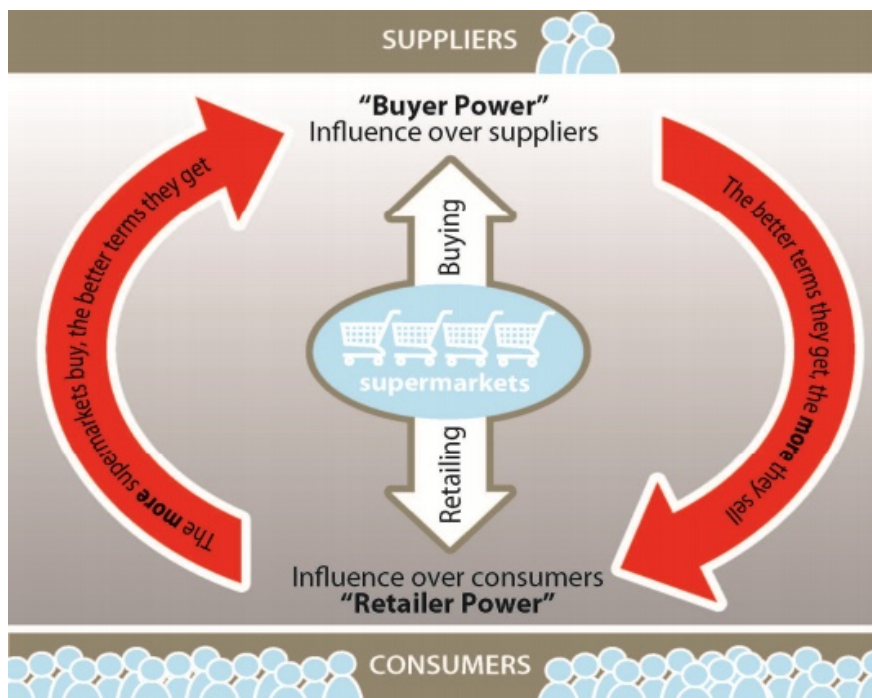 SUPPLIERS
“Buyer Power”
Influence over suppliers
The more supermarkets buy, the better terms they get
The better terms they get, the more they sell
Buying
supermarkets
Retailing
Influence over consumers
“Retailer Power”
CONSUMERS